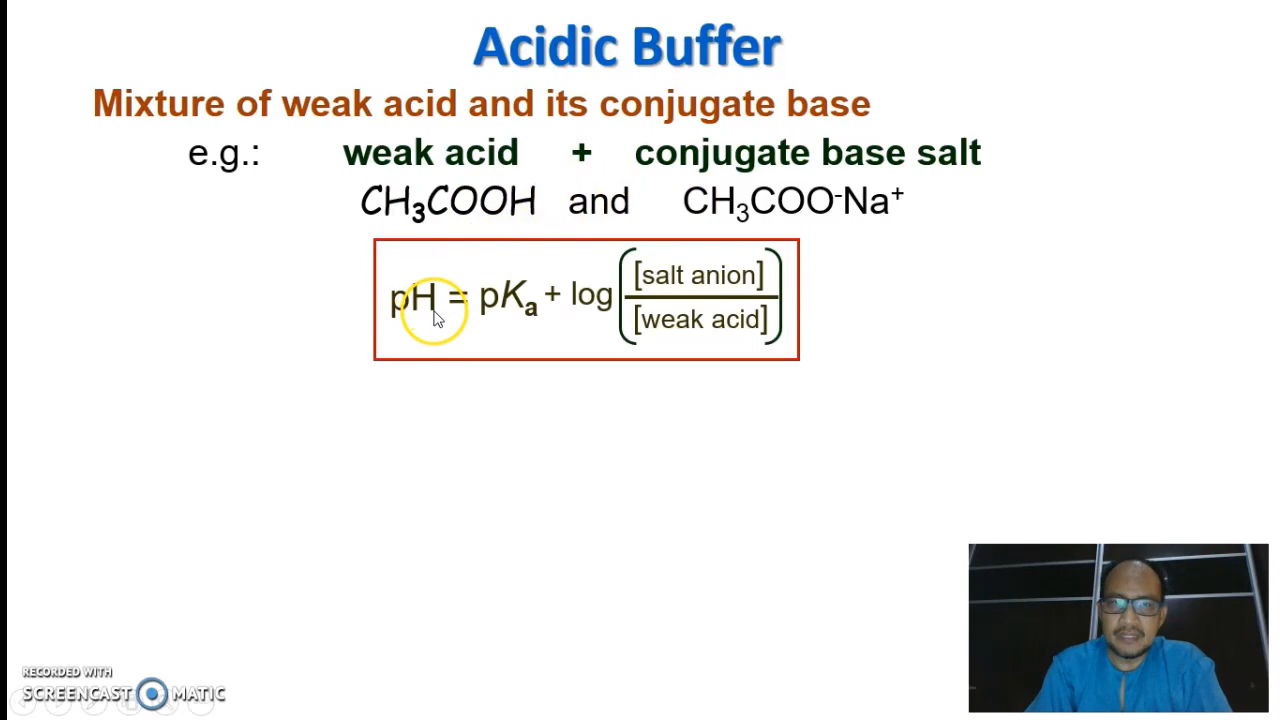 Acidic Buffer
Mixture of weak acid and its conjugate base
e.g.: weak acid + conjugate base salt
CH₃COOH and CH₃COO⁻Na⁺
pH = pKₐ + log ([salt anion] / [weak acid])
RECORDED WITH
SCREENCAST MATIC